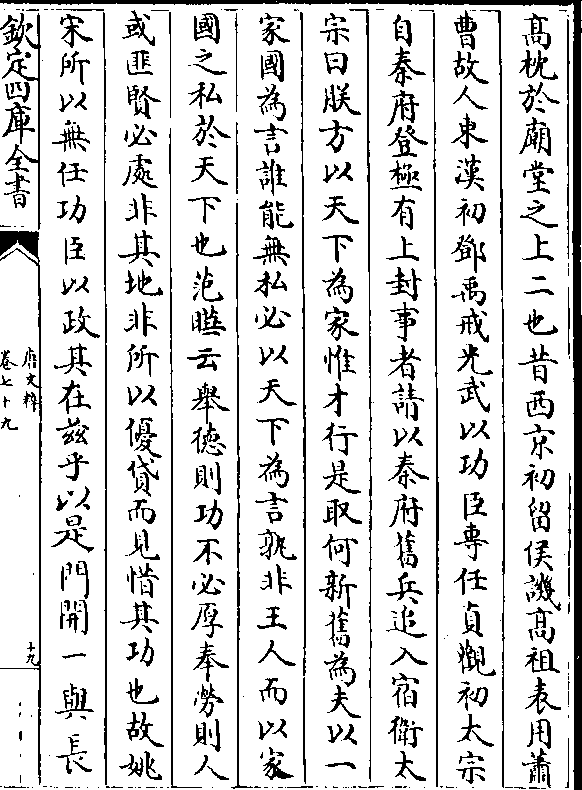 髙枕於廟堂之上二也昔西京初留侯譏髙祖表用蕭
曹故人東漢初鄧禹戒光武以功臣專任貞觀初太宗
自秦府登極有上封事者請以秦府舊兵追入宿衛太
宗曰朕方以天下為家惟才行是取何新舊為夫以一
家國為言誰能無私必以天下為言孰非王人而以家
國之私於天下也范曄云舉德則功不必厚奉勞則人
或匪賢必處非其地非所以優貸而見惜其功也故姚
宋所以無任功臣以政其在兹乎以是門開一與長
欽定四庫全書
唐文粹
卷七十九
十九